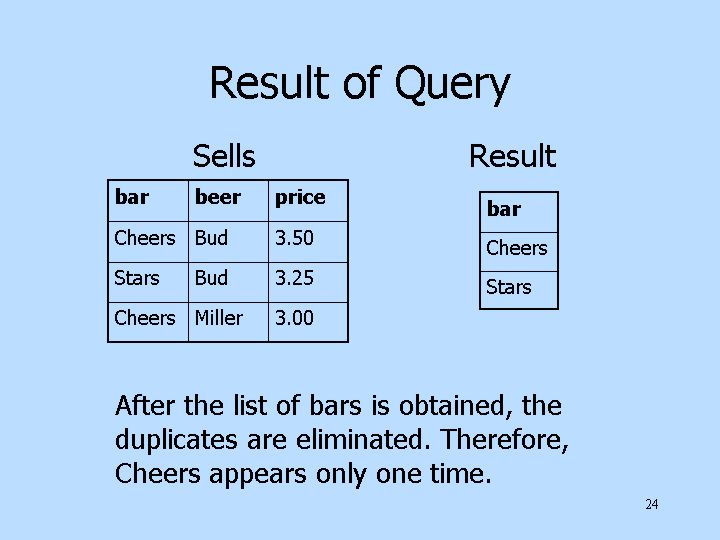 Result of Query
Sells
bar beer price
Cheers Bud 3.50
Stars Bud 3.25
Cheers Miller 3.00
Result
bar
Cheers
Stars
After the list of bars is obtained, the
duplicates are eliminated. Therefore,
Cheers appears only one time.
24